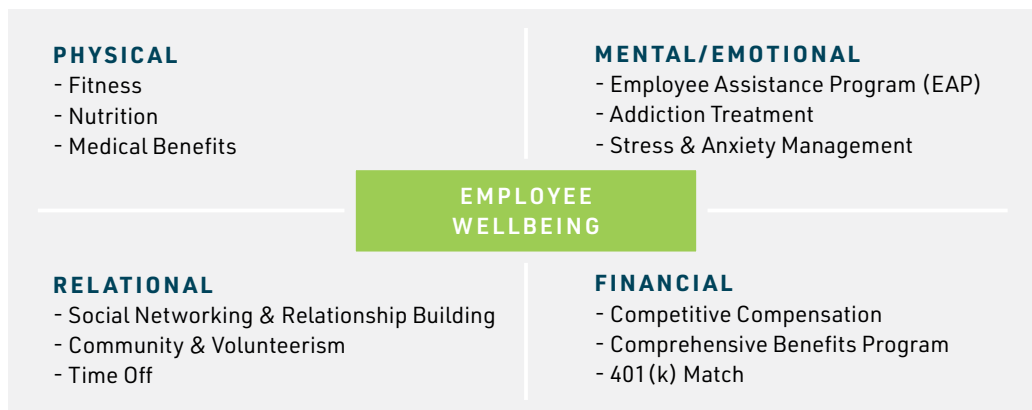 PHYSICAL
- Fitness
- Nutrition
- Medical Benefits
MENTAL/EMOTIONAL
- Employee Assistance Program (EAP)
- Addiction Treatment
- Stress & Anxiety Management
EMPLOYEE
WELLBEING
RELATIONAL
- Social Networking & Relationship Building
- Community & Volunteerism
- Time Off
FINANCIAL
- Competitive Compensation
- Comprehensive Benefits Program
- 401(k) Match